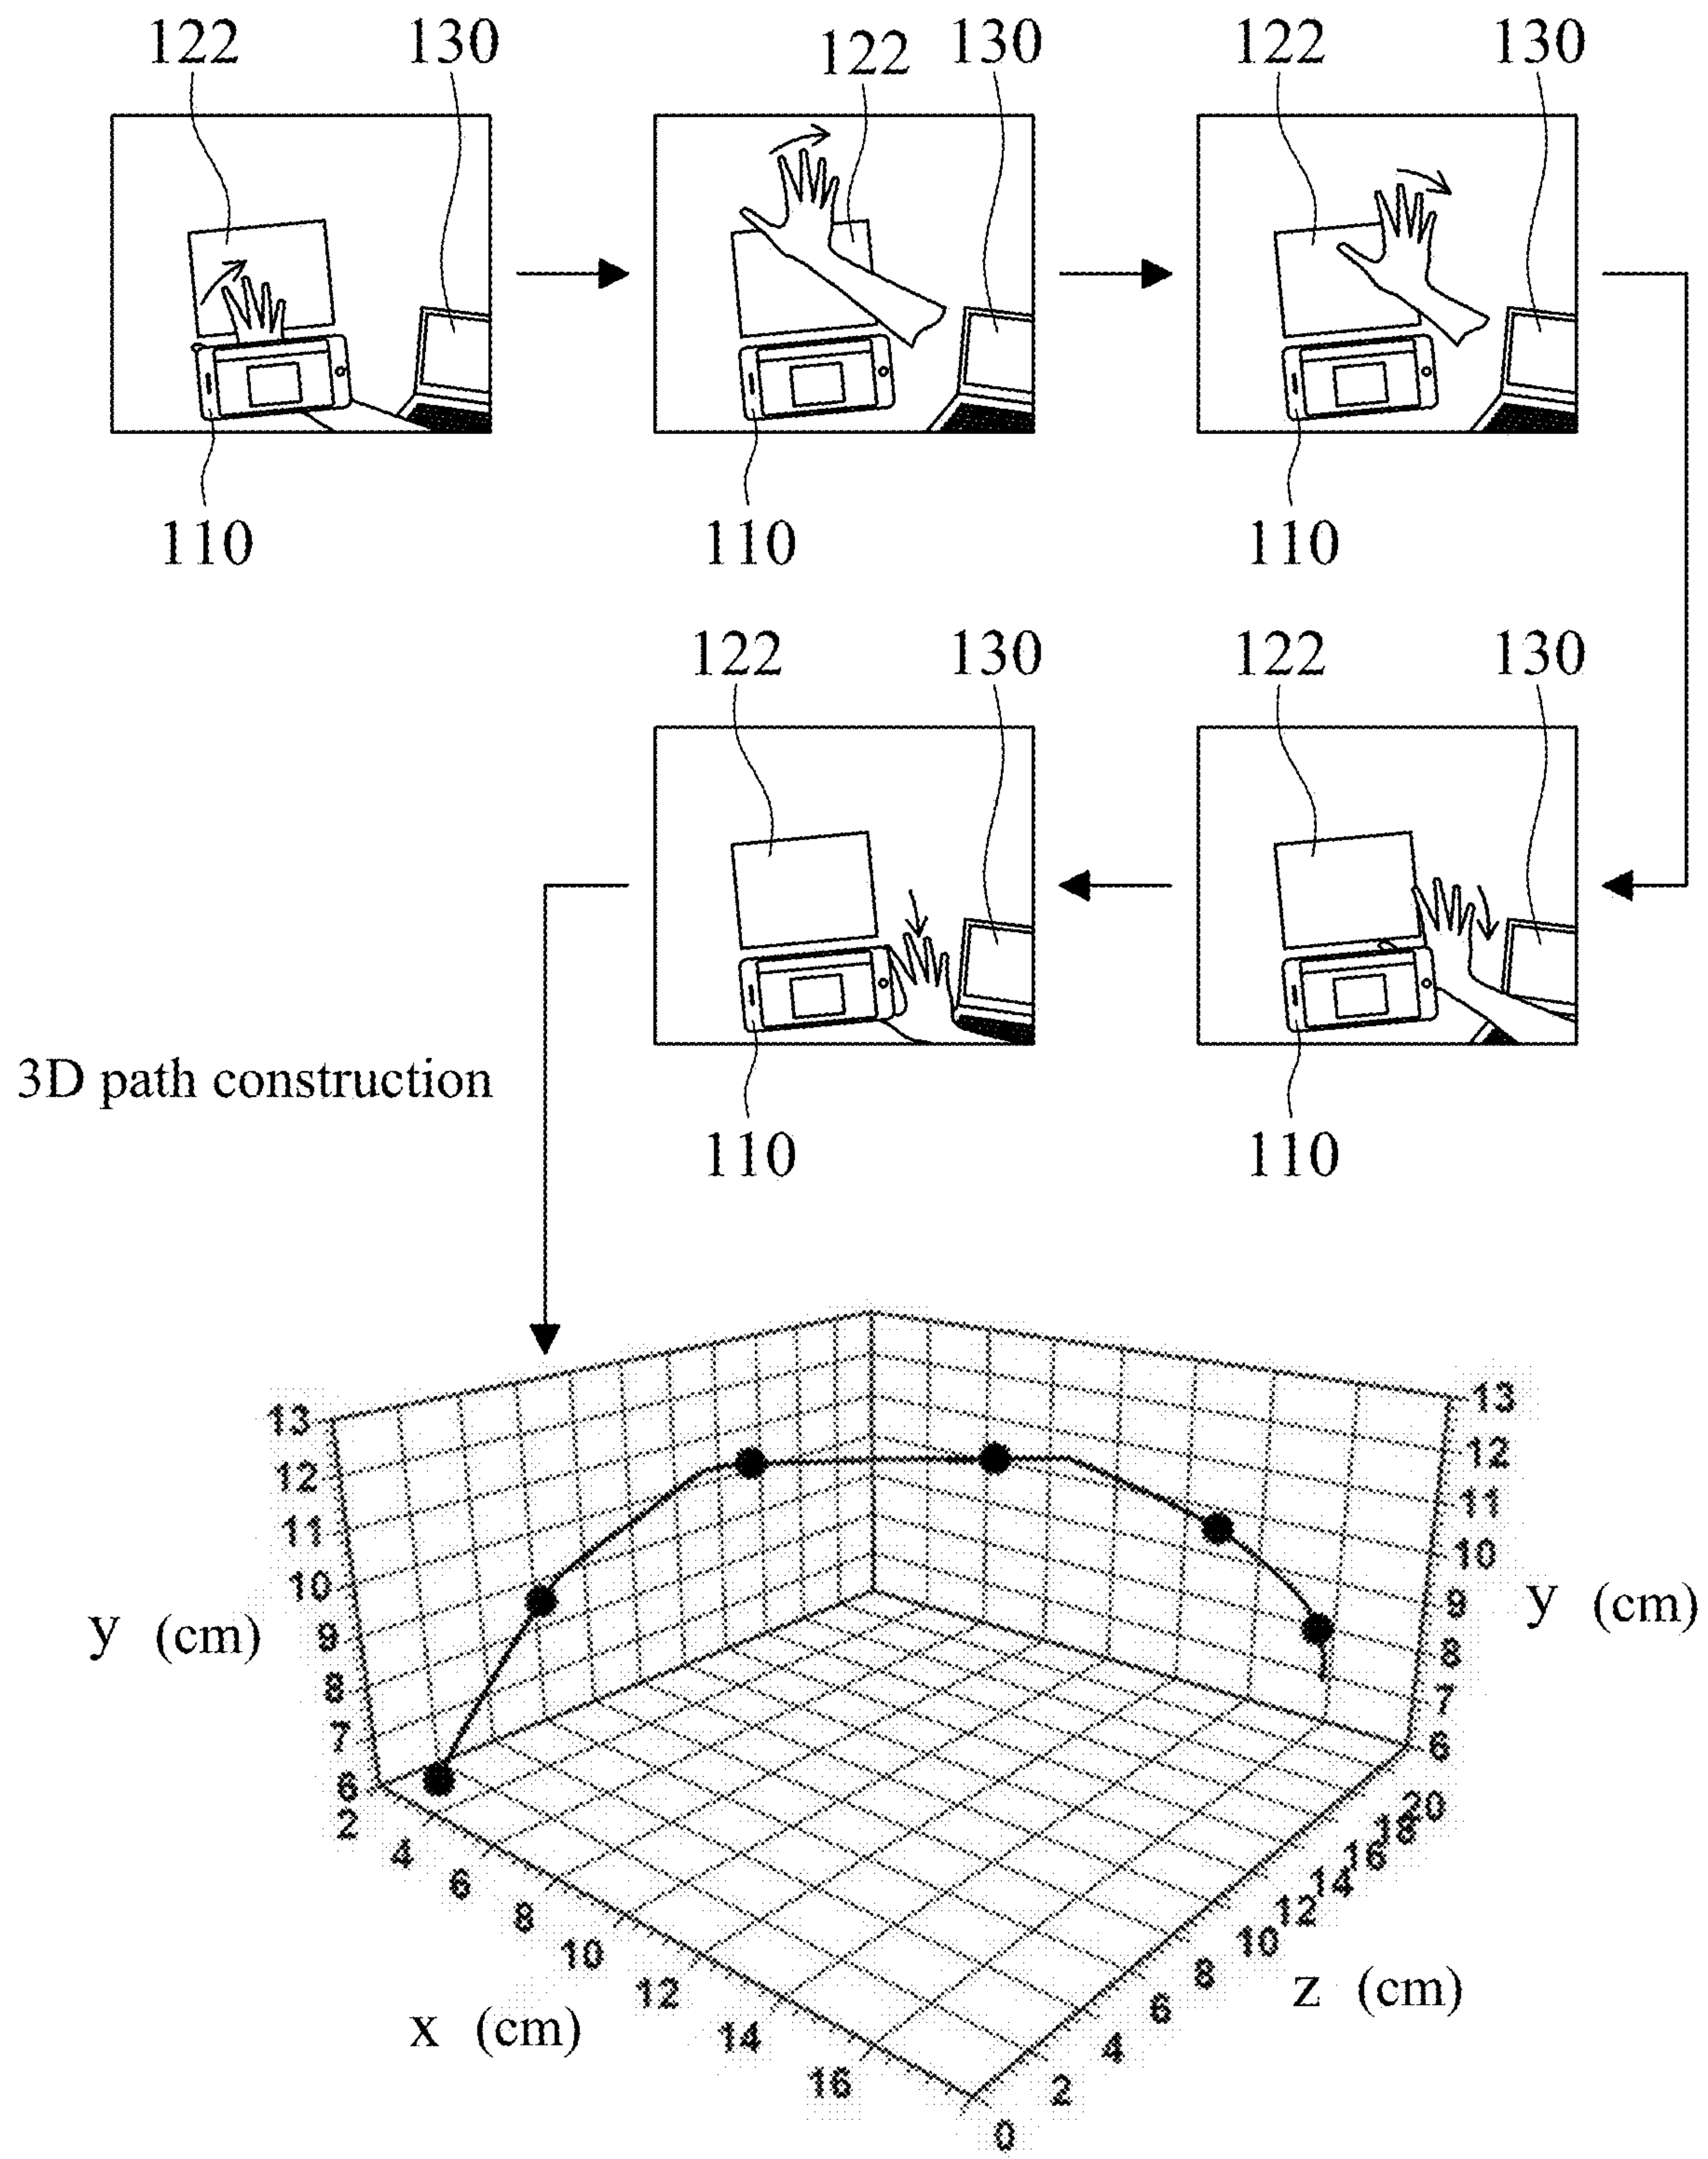 122 130 122 130 122 130
110 110 110
122 130 122 130
3D path construction
110 110
13 13
12 12
11 11
10 10
y (cm) 9 9 y (cm)
8 8
7 7
6 6
2 4 6 8 10 12 14 16
x (cm)
0 2 4 6 8 10 12 14 16 18 20
z (cm)